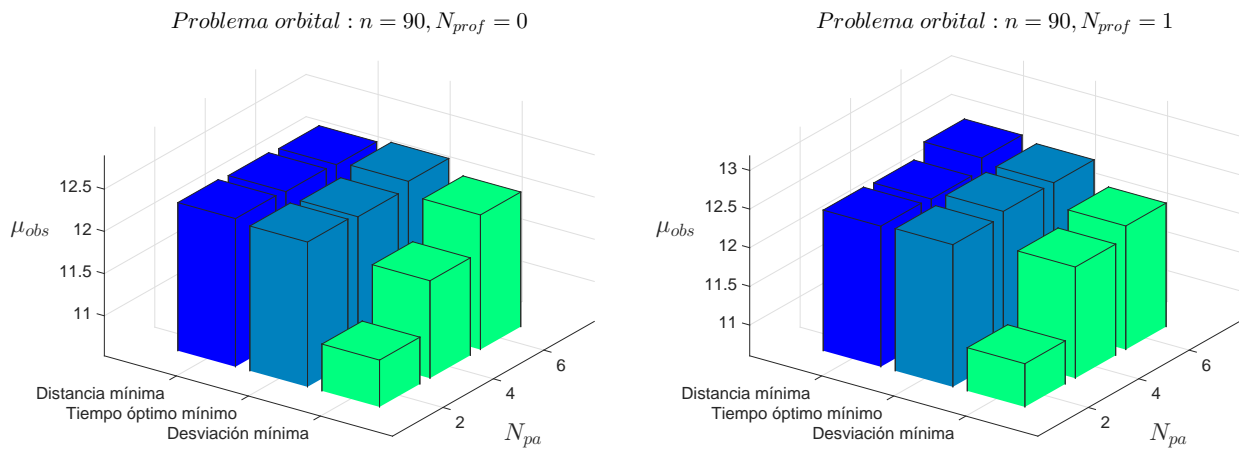 Problema orbital : n = 90, N_prof = 0
12.5
12
11.5
11
μ_obs
Distancia mínima
Tiempo óptimo mínimo
Desviación mínima
2
4
6
N_pa
Problema orbital : n = 90, N_prof = 1
13
12.5
12
11.5
11
μ_obs
Distancia mínima
Tiempo óptimo mínimo
Desviación mínima
2
4
6
N_pa